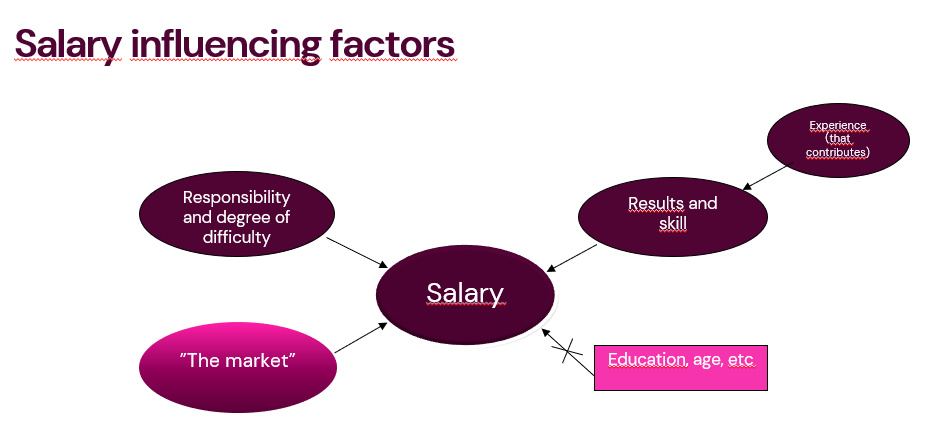 Salary influencing factors
Experience
(that
contributes)
Responsibility
and degree of
difficulty
Results and
skill
Salary
”The market”
Education, age, etc